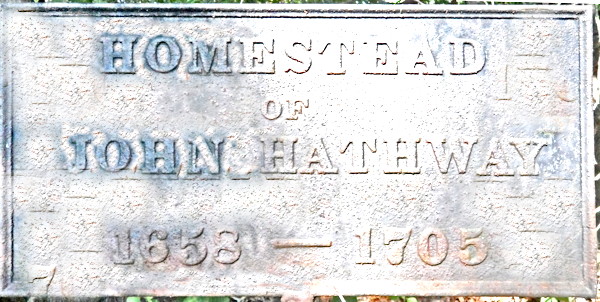 HOMESTEAD
OF
JOHN HATHWAY
1658 — 1705